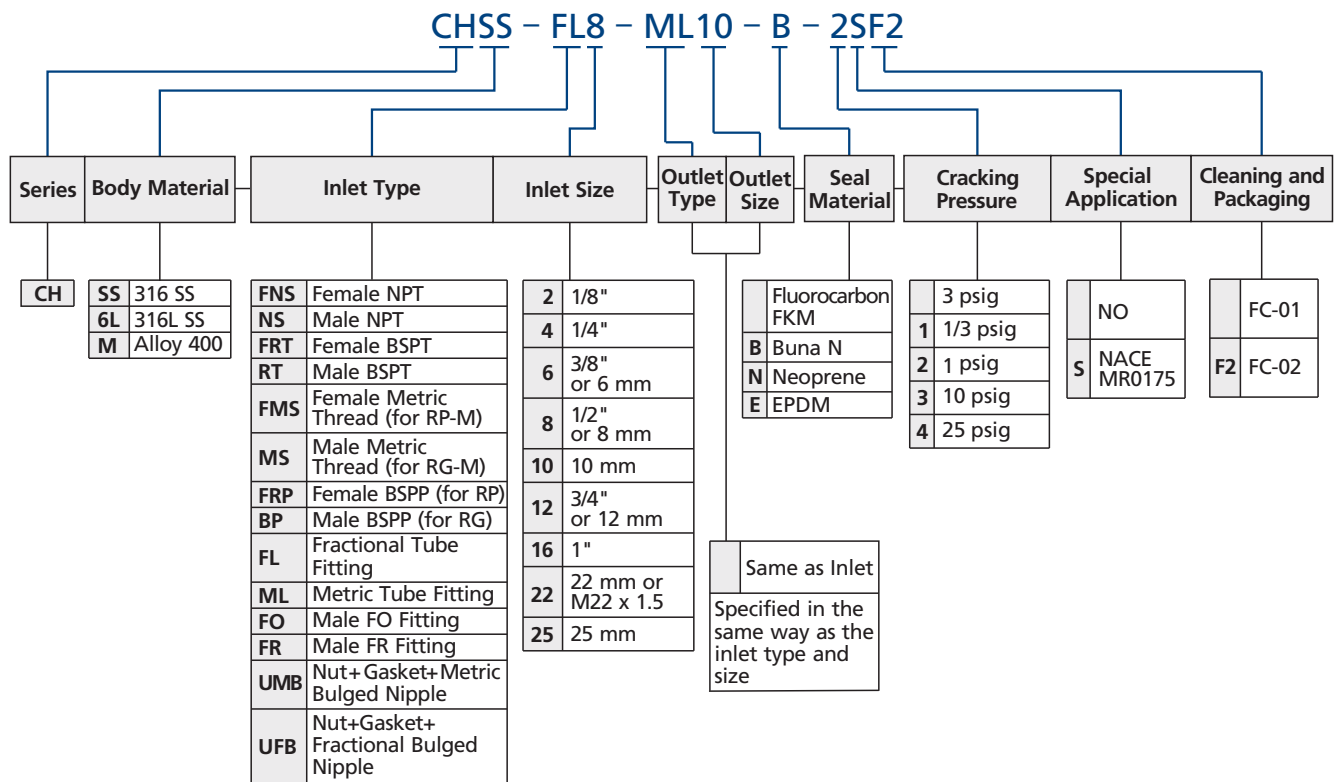 CHSS – FL8 – ML10 – B – 2SF2
Series
Body Material
Inlet Type
Inlet Size
Outlet
Type
Outlet
Size
Seal
Material
Cracking
Pressure
Special
Application
Cleaning and
Packaging
CH
SS 316 SS
6L 316L SS
M Alloy 400
FNS Female NPT
NS Male NPT
FRT Female BSPT
RT Male BSPT
FMS Female Metric
Thread (for RP-M)
MS Male Metric
Thread (for RG-M)
FRP Female BSPP (for RP)
BP Male BSPP (for RG)
FL Fractional Tube
Fitting
ML Metric Tube Fitting
FO Male FO Fitting
FR Male FR Fitting
UMB Nut+Gasket+Metric
Bulged Nipple
UFB Nut+Gasket+
Fractional Bulged
Nipple
2 1/8"
4 1/4"
6 3/8"
or 6 mm
8 1/2"
or 8 mm
10 10 mm
12 3/4"
or 12 mm
16 1"
22 22 mm or
M22 x 1.5
25 25 mm
Same as Inlet
Specified in the
same way as the
inlet type and
size
Fluorocarbon
FKM
B Buna N
N Neoprene
E EPDM
3 psig
1 1/3 psig
2 1 psig
3 10 psig
4 25 psig
NO
S NACE
MR0175
FC-01
F2 FC-02